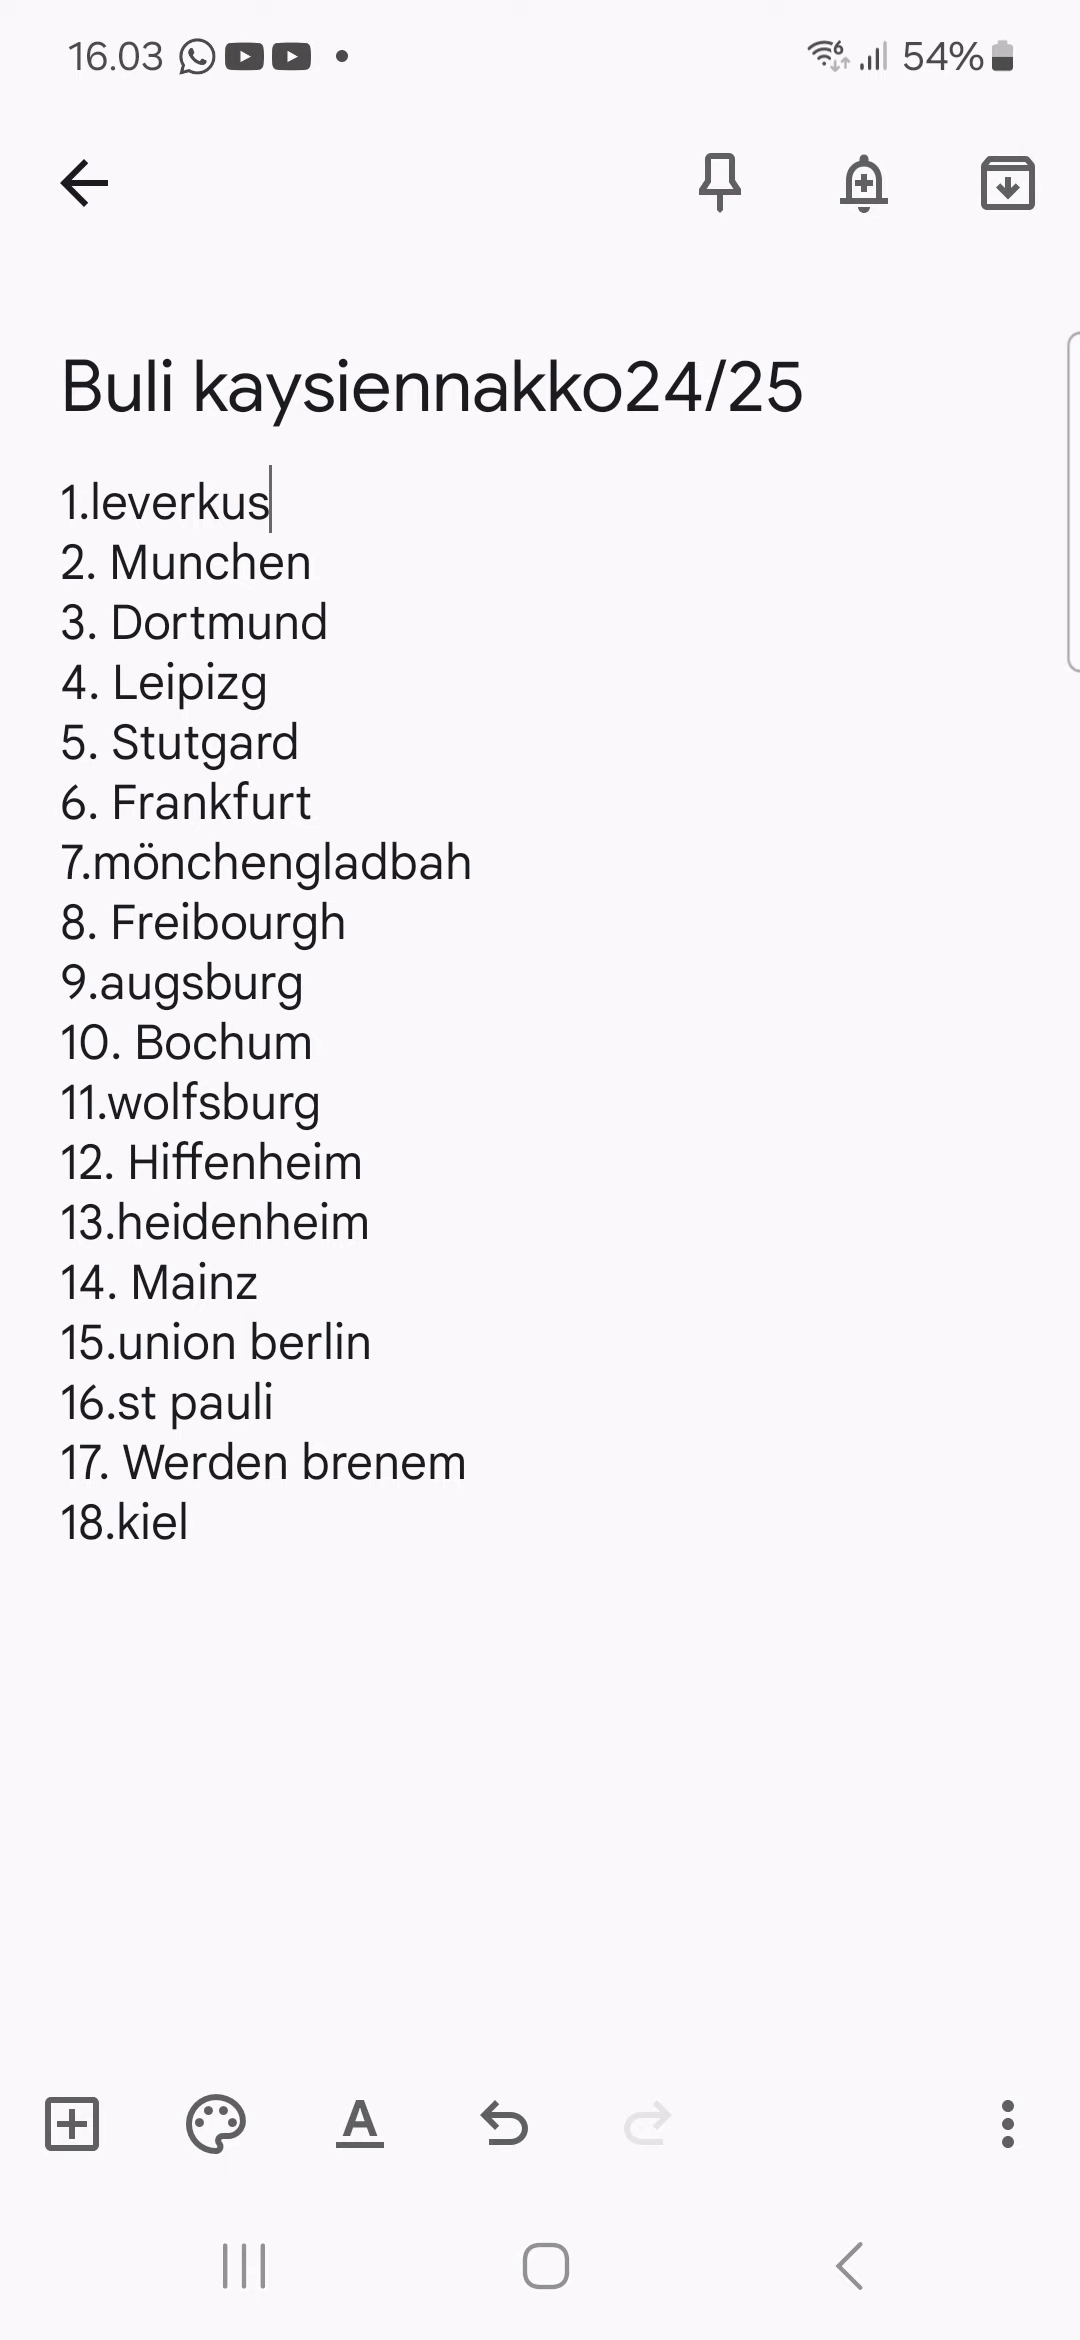 16.03 54%
Buli kaysiennakko24/25
1.leverkus
2. Munchen
3. Dortmund
4. Leipizg
5. Stutgard
6. Frankfurt
7.mönchengladbah
8. Freibourgh
9.augsburg
10. Bochum
11.wolfsburg
12. Hiffenheim
13.heidenheim
14. Mainz
15.union berlin
16.st pauli
17. Werden brenem
18.kiel
A